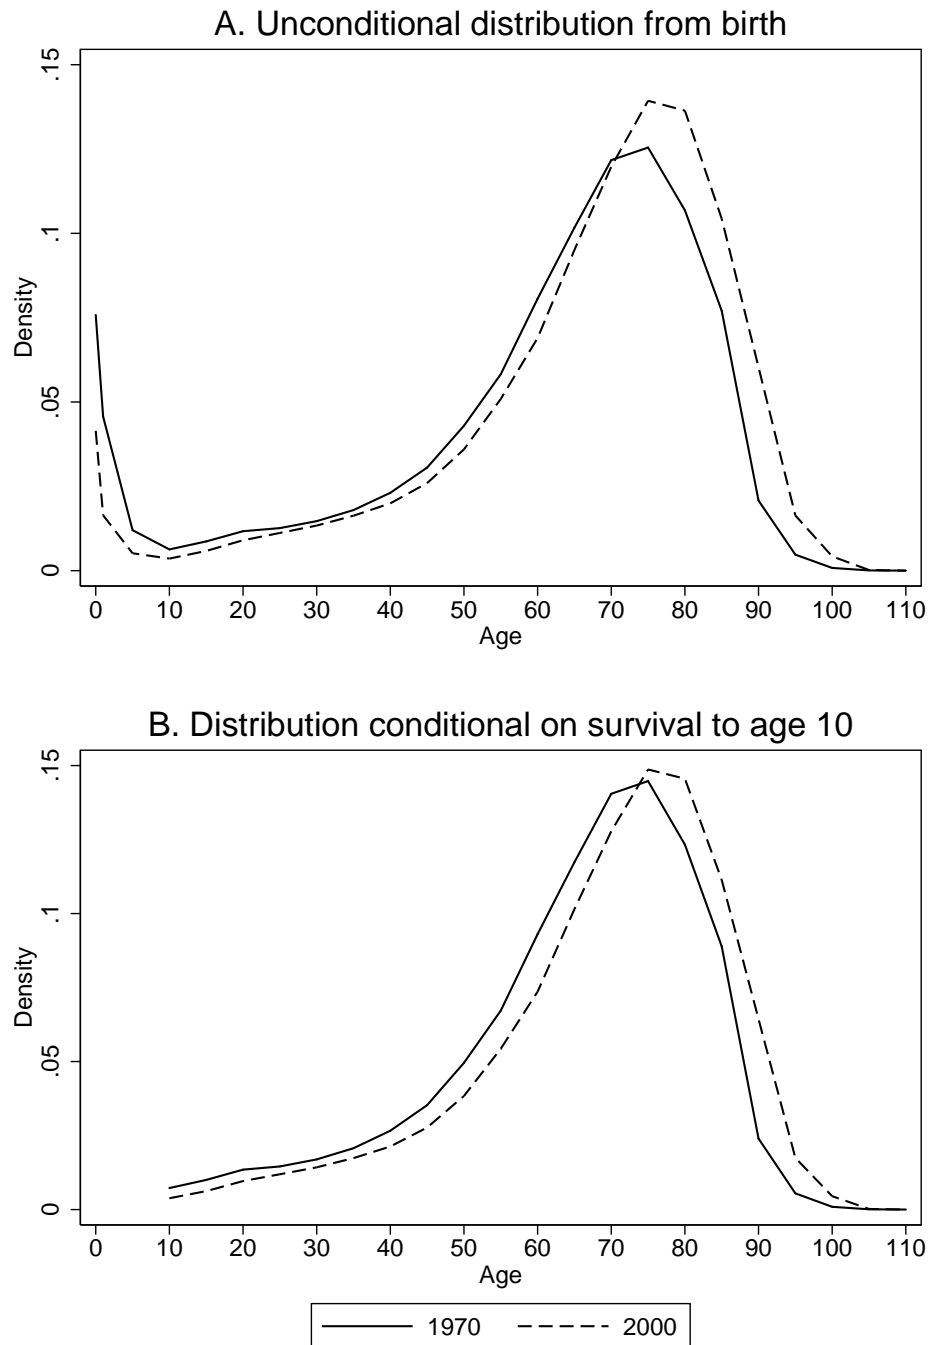 A. Unconditional distribution from birth
.15
.1
.05
0
Density
0 10 20 30 40 50 60 70 80 90 100 110
Age
B. Distribution conditional on survival to age 10
.15
.1
.05
0
Density
0 10 20 30 40 50 60 70 80 90 100 110
Age
1970 2000